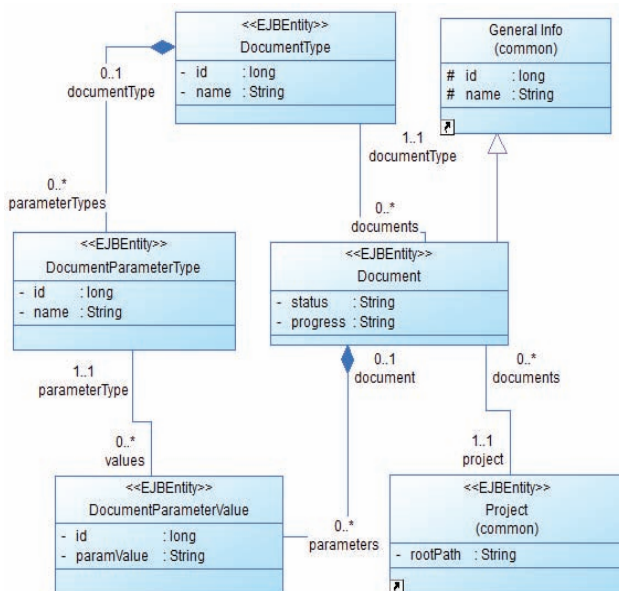 <<EJBEntity>>
DocumentType
- id : long
- name : String
General Info
(common)
# id : long
# name : String
0..1
documentType
1..1
documentType
0..*
parameterTypes
0..*
documents
<<EJBEntity>>
DocumentParameterType
- id : long
- name : String
<<EJBEntity>>
Document
- status : String
- progress : String
1..1
parameterType
0..1
document
0..*
documents
0..*
values
1..1
project
<<EJBEntity>>
DocumentParameterValue
- id : long
- paramValue : String
0..*
parameters
<<EJBEntity>>
Project
(common)
- rootPath : String